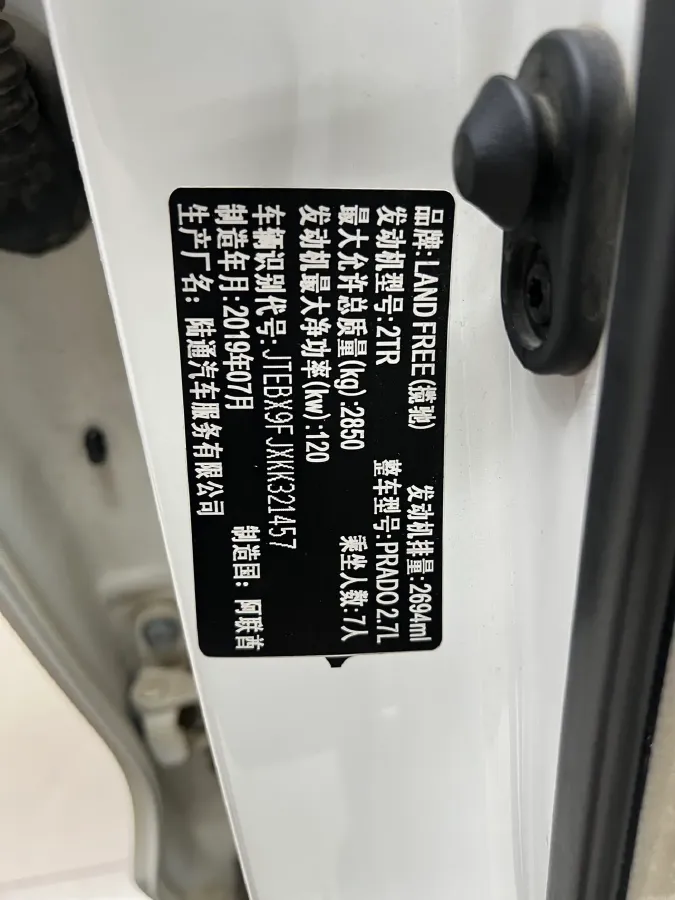 品牌: LAND FREE(揽驰) 发动机排量:2694ml
发动机型号:2TR 整车型号:PRADO 2.7L
最大允许总质量(kg):2850 乘坐人数:7人
发动机最大净功率(kw):120
车辆识别代号:JTEBX9FJXKK321457
制造年月:2019年07月 制造国: 阿联酋
生产厂名: 陆通汽车服务有限公司